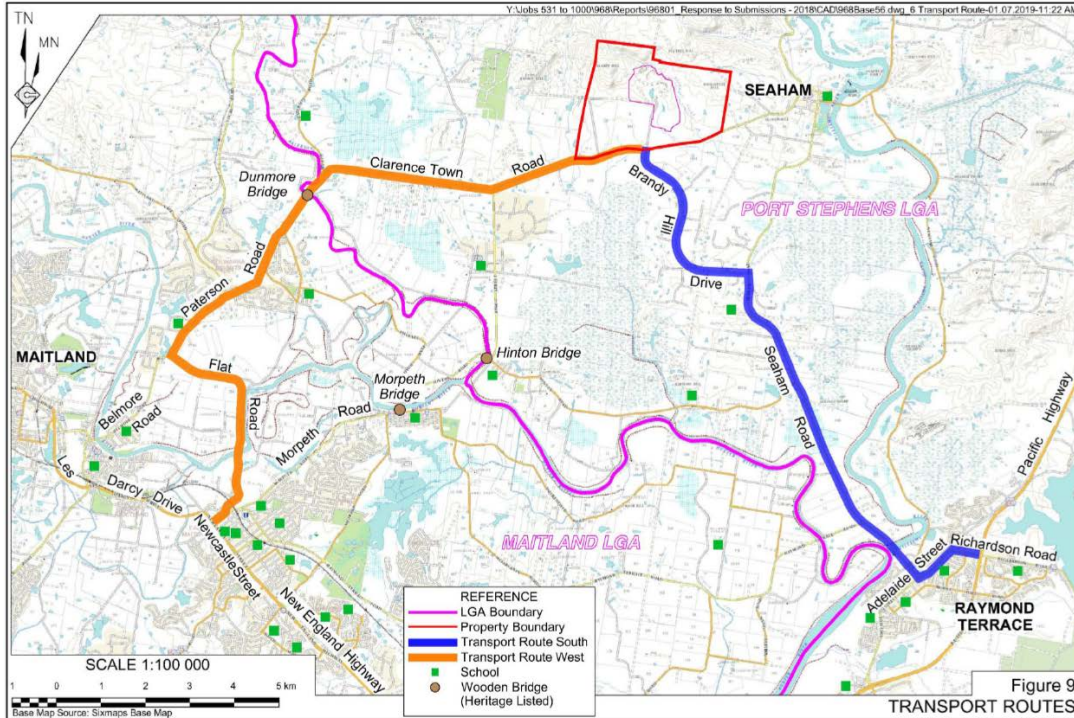 Y:\Jobs 531 to 1000\968\Reports\96801_Response to Submissions - 2018\CAD\968Base56 dwg_6 Transport Route-01.07.2019-11:22 AM
TN
MN
SEAHAM
Clarence Town
Road
Dunmore
Bridge
Brandy
Hill
Drive
PORT STEPHENS LGA
Paterson
Road
MAITLAND
Flat
Road
Hinton Bridge
Morpeth
Bridge
Morpeth
Road
Belmore
Road
Les
Darcy
Drive
Seaham
Road
Pacific
Highway
MAITLAND LGA
Newcastle Street
New England Highway
Adelaide Street
Richardson Road
RAYMOND
TERRACE
REFERENCE
LGA Boundary
Property Boundary
Transport Route South
Transport Route West
School
Wooden Bridge
(Heritage Listed)
SCALE 1:100 000
1 0 1 2 3 4 5 km
Base Map Source: Sixmaps Base Map
Figure 9
TRANSPORT ROUTES